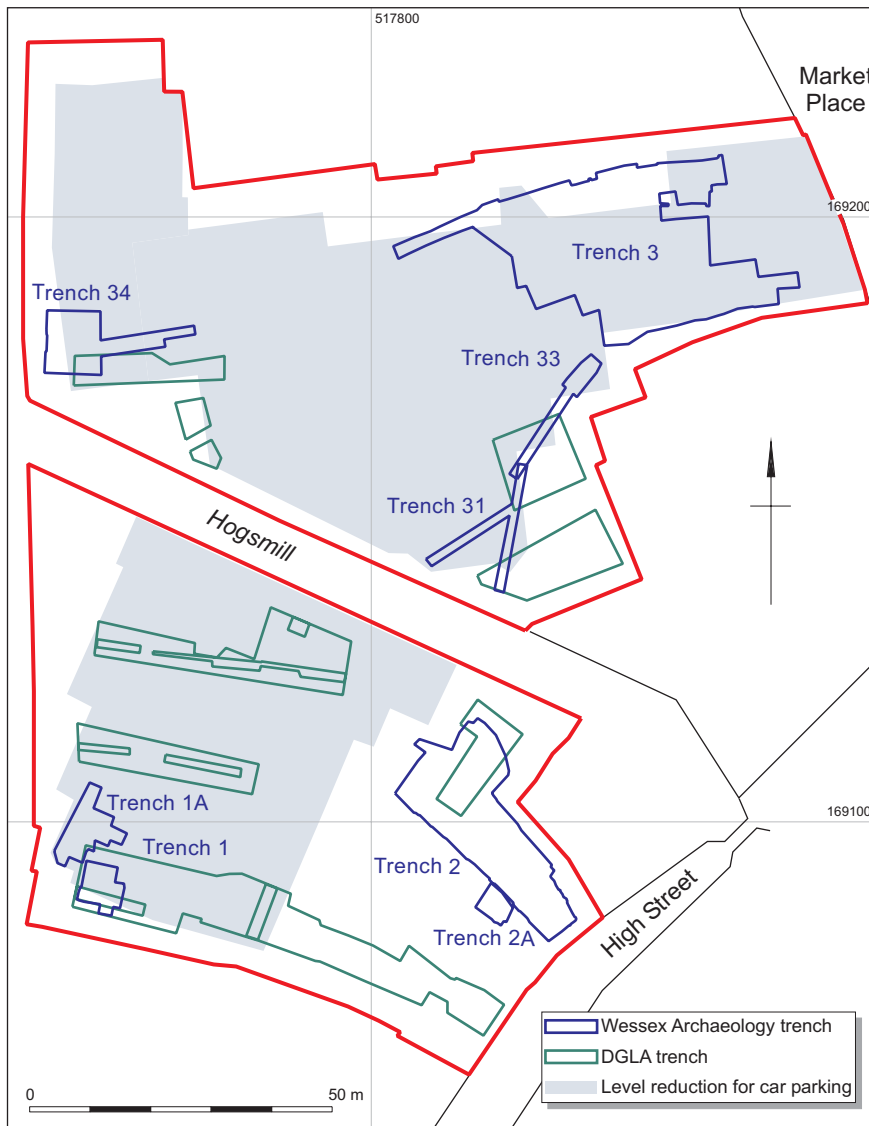 517800
Market
Place
169200
Trench 3
Trench 34
Trench 33
Trench 31
Hogsmill
Trench 1A
169100
Trench 1
Trench 2
High Street
Trench 2A
Wessex Archaeology trench
DGLA trench
Level reduction for car parking
0 50 m